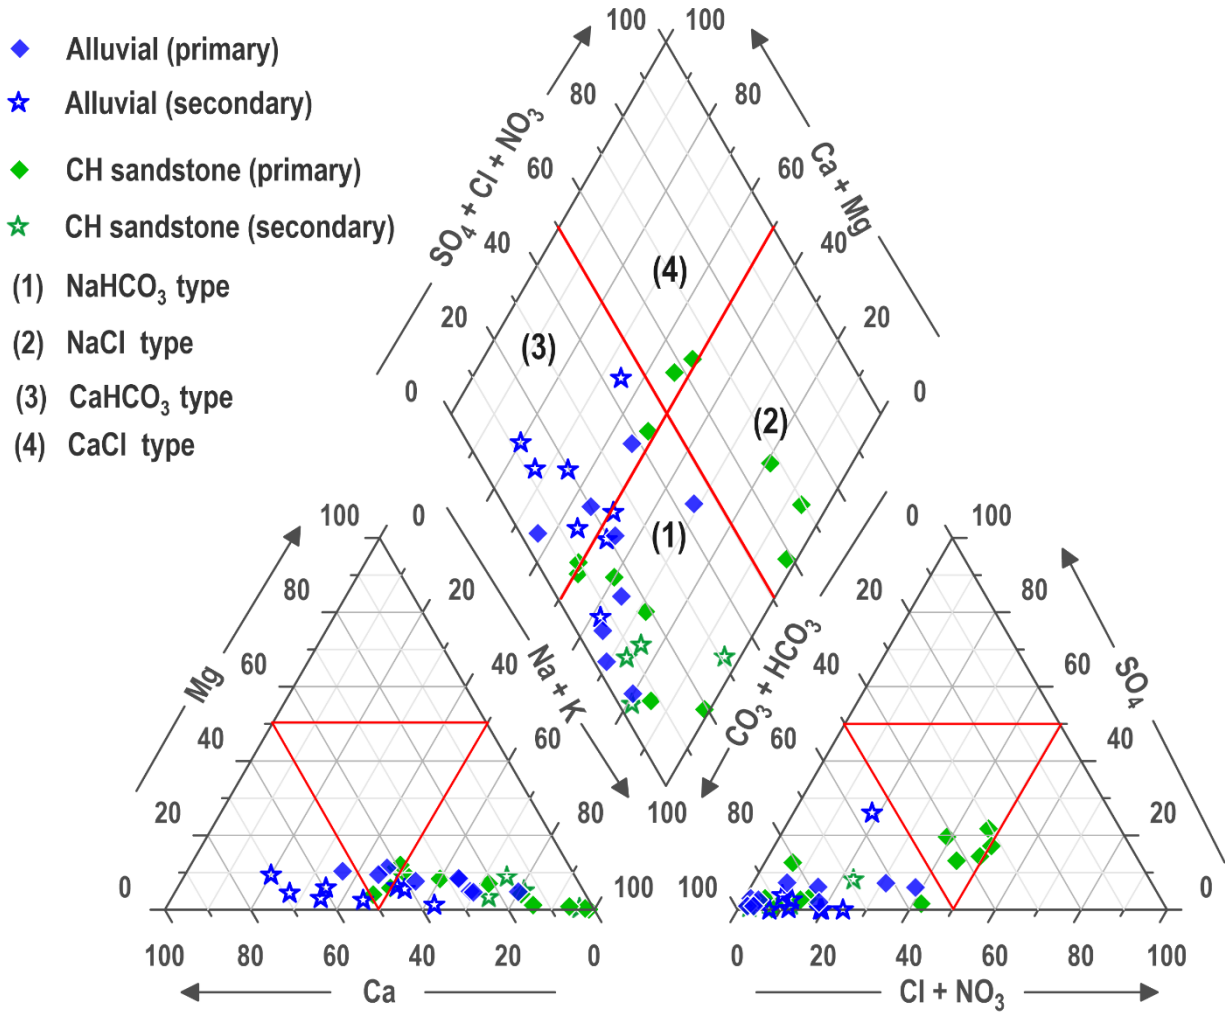 Alluvial (primary)
Alluvial (secondary)
CH sandstone (primary)
CH sandstone (secondary)
(1) NaHCO₃ type
(2) NaCl type
(3) CaHCO₃ type
(4) CaCl type
100 100
80 80
60 60
40 40
20 20
0 0
SO₄ + Cl + NO₃
Ca + Mg
(4)
(3)
(2)
(1)
100 0
80 20
60 40
40 60
20 80
0 100
Mg
Na + K
100
CO₃ + HCO₃
0 100
20 80
40 60
60 40
80 20
100 0
SO₄
100 80 60 40 20 0
Ca
0 20 40 60 80 100
Cl + NO₃